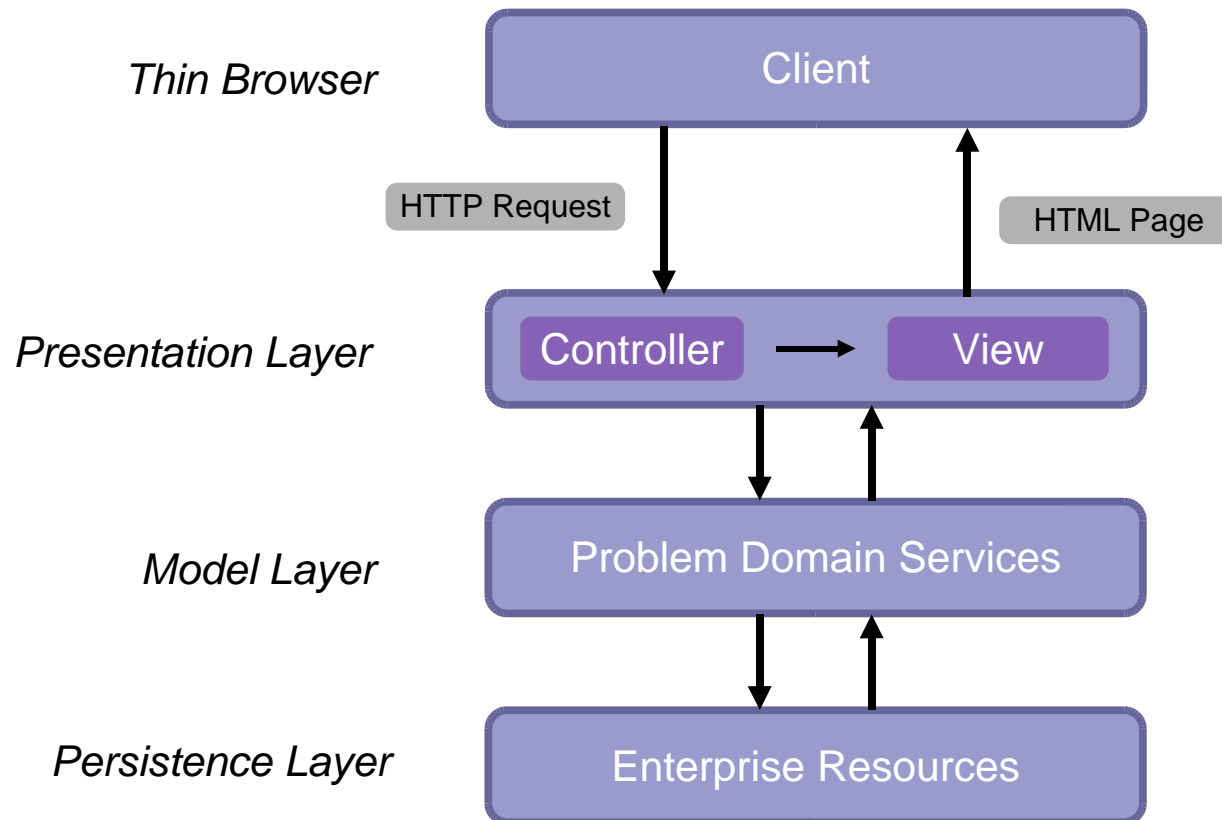 Thin Browser
Client
HTTP Request
HTML Page
Presentation Layer
Controller
View
Model Layer
Problem Domain Services
Persistence Layer
Enterprise Resources